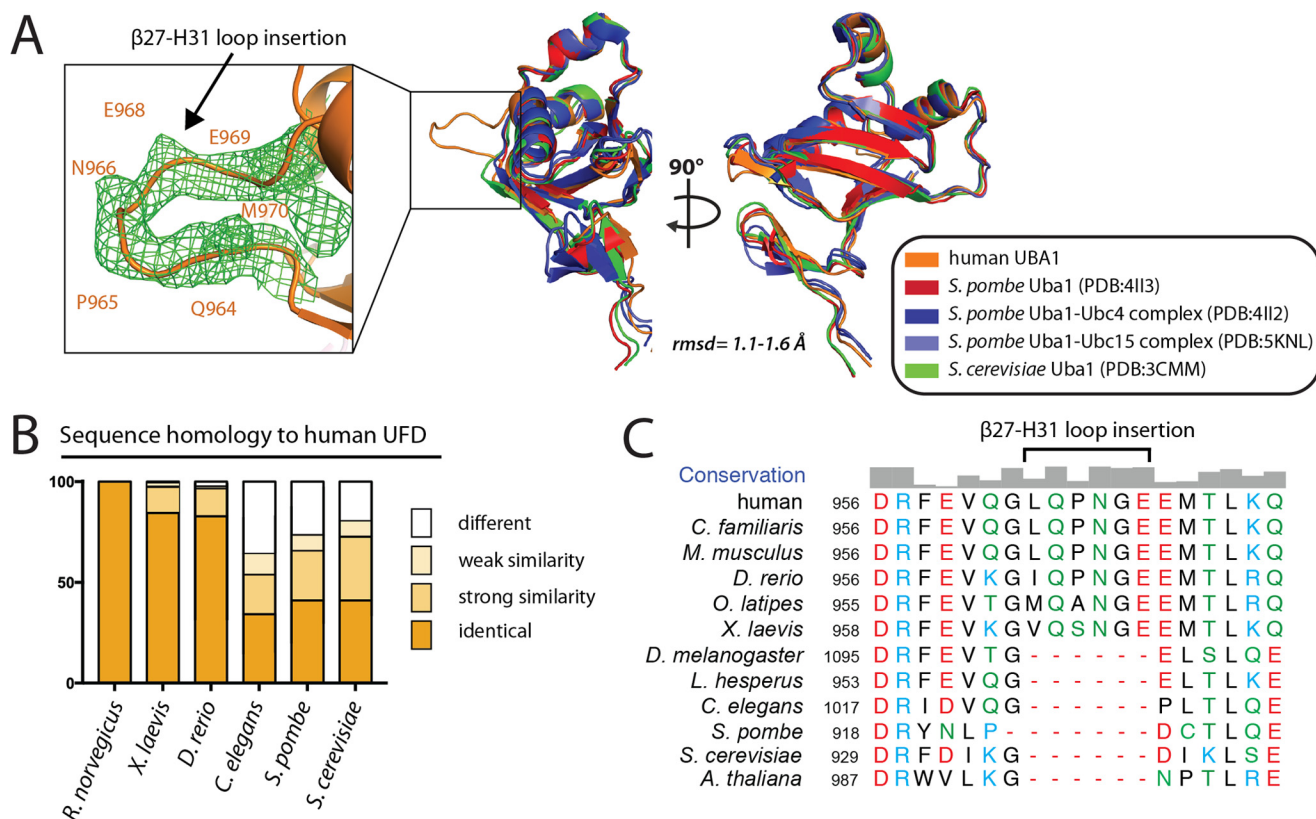 A
β27-H31 loop insertion
E968
E969
N966
M970
P965
Q964
90°
rmsd= 1.1-1.6 Å
human UBA1
S. pombe Uba1 (PDB:4II3)
S. pombe Uba1-Ubc4 complex (PDB:4II2)
S. pombe Uba1-Ubc15 complex (PDB:5KNL)
S. cerevisiae Uba1 (PDB:3CMM)
B
Sequence homology to human UFD
100
50
0
R. norvegicus
X. laevis
D. rerio
C. elegans
S. pombe
S. cerevisiae
different
weak similarity
strong similarity
identical
C
β27-H31 loop insertion
Conservation
human 956 D R F E V Q G L Q P N G E E M T L K Q
C. familiaris 956 D R F E V Q G L Q P N G E E M T L K Q
M. musculus 956 D R F E V Q G L Q P N G E E M T L K Q
D. rerio 956 D R F E V K G I Q P N G E E M T L R Q
O. latipes 955 D R F E V T G M Q A N G E E M T L R Q
X. laevis 958 D R F E V K G V Q S N G E E M T L K Q
D. melanogaster 1095 D R F E V T G - - - - - - E L S L Q E
L. hesperus 953 D R F E V Q G - - - - - - E L T L K E
C. elegans 1017 D R I D V Q G - - - - - - P L T L Q E
S. pombe 918 D R Y N L P - - - - - - - D C T L Q E
S. cerevisiae 929 D R F D I K G - - - - - - D I K L S E
A. thaliana 987 D R W V L K G - - - - - - N P T L R E